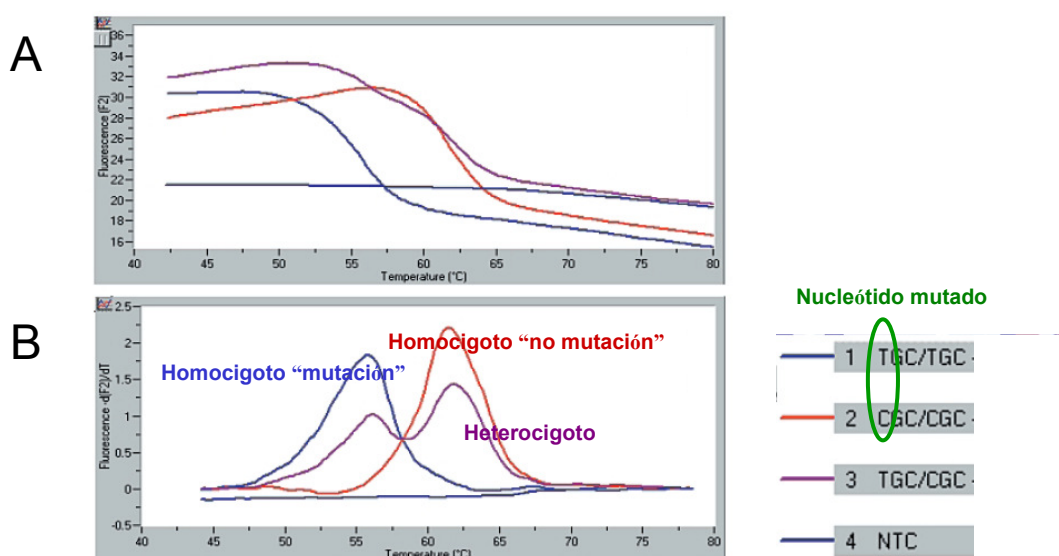 A
Fluorescence (F2)
36
34
32
30
28
26
24
22
20
18
16
40 45 50 55 60 65 70 75 80
Temperature (°C)
B
Fluorescence -d(F2)/dT
2.5
2
1.5
1
0.5
0
-0.5
Homocigoto “mutación”
Homocigoto “no mutación”
Heterocigoto
40 45 50 55 60 65 70 75 80
Temperature (°C)
Nucleótido mutado
1 TGC/TGC -
2 CGC/CGC -
3 TGC/CGC -
4 NTC